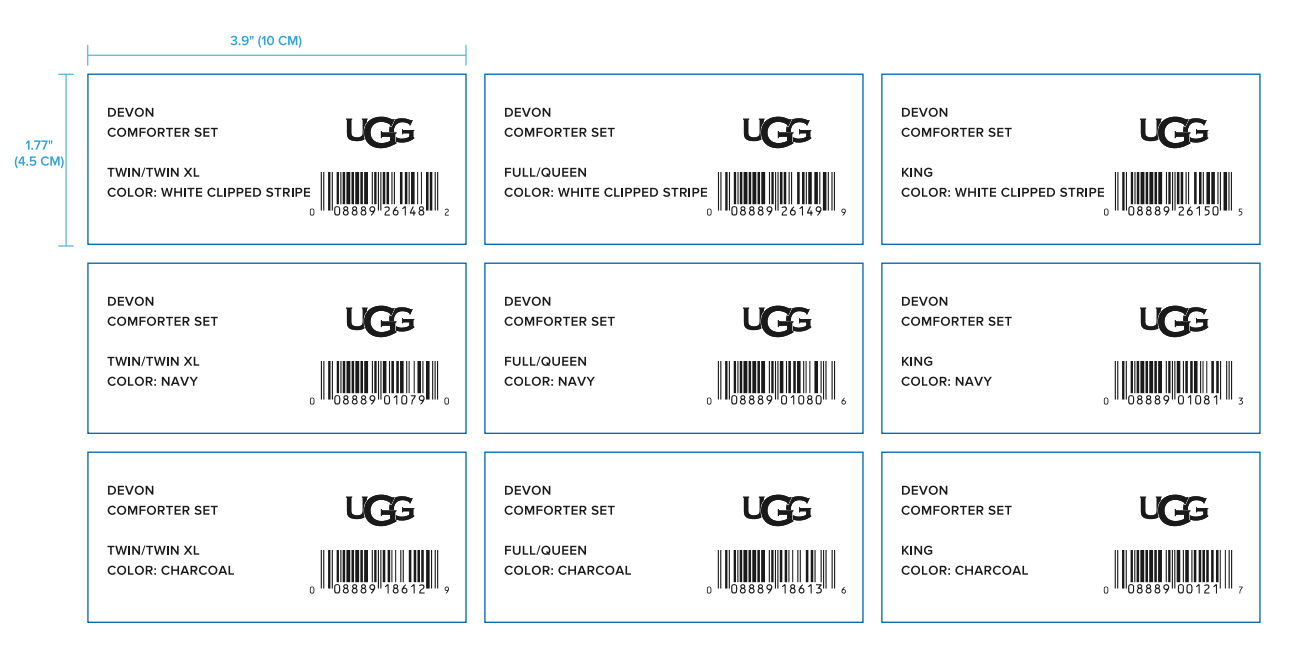 3.9" (10 CM)
1.77"
(4.5 CM)
DEVON
COMFORTER SET
UGG
TWIN/TWIN XL
COLOR: WHITE CLIPPED STRIPE
0 08889 26148 2
DEVON
COMFORTER SET
UGG
FULL/QUEEN
COLOR: WHITE CLIPPED STRIPE
0 08889 26149 9
DEVON
COMFORTER SET
UGG
KING
COLOR: WHITE CLIPPED STRIPE
0 08889 26150 5
DEVON
COMFORTER SET
UGG
TWIN/TWIN XL
COLOR: NAVY
0 08889 01079 0
DEVON
COMFORTER SET
UGG
FULL/QUEEN
COLOR: NAVY
0 08889 01080 6
DEVON
COMFORTER SET
UGG
KING
COLOR: NAVY
0 08889 01081 3
DEVON
COMFORTER SET
UGG
TWIN/TWIN XL
COLOR: CHARCOAL
0 08889 18612 9
DEVON
COMFORTER SET
UGG
FULL/QUEEN
COLOR: CHARCOAL
0 08889 18613 6
DEVON
COMFORTER SET
UGG
KING
COLOR: CHARCOAL
0 08889 00121 7